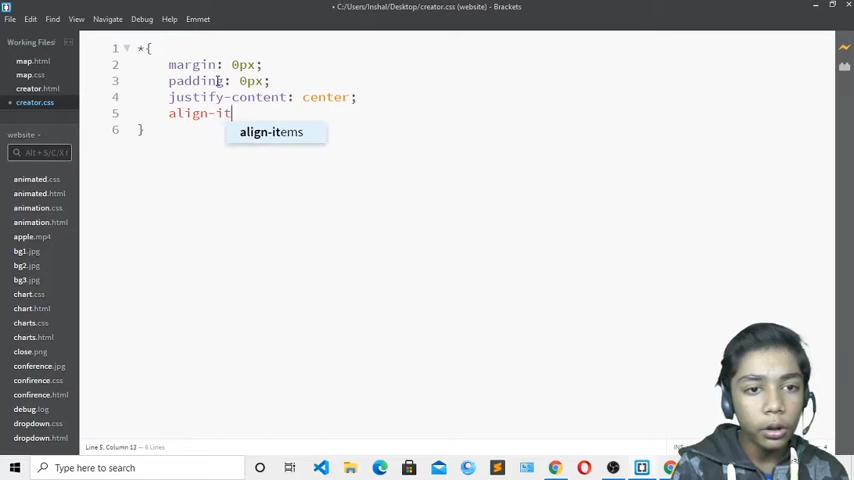 • C:/Users/Inshal/Desktop/creator.css (website) - Brackets
File Edit Find View Navigate Debug Help Emmet
Working Files
map.html
map.css
creator.html
• creator.css
website
Alt + S/C/X f
animated.css
animated.html
animation.css
animation.html
apple.mp4
bg1.jpg
bg2.jpg
bg3.jpg
chart.css
chart.html
charts.css
charts.html
close.png
conference.jpg
confirence.css
confirence.html
debug.log
dropdown.css
dropdown.html
1 *{
2 margin: 0px;
3 padding: 0px;
4 justify-content: center;
5 align-it
6 }
align-items
Line 5, Column 13 — 6 Lines
INS
Type here to search